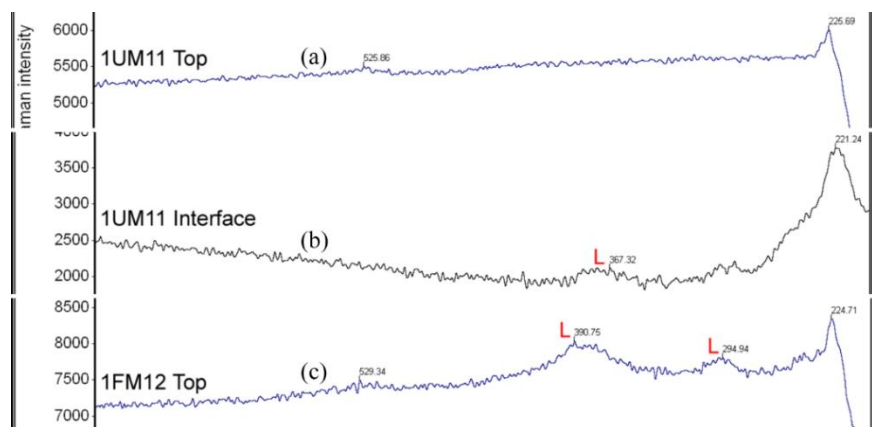 aman intensity
6000
5500
5000
1UM11 Top
(a)
525.86
225.69
4000
3500
3000
2500
2000
1UM11 Interface
(b)
L
367.32
221.24
8500
8000
7500
7000
1FM12 Top
(c)
529.34
L
390.75
L
294.94
224.71